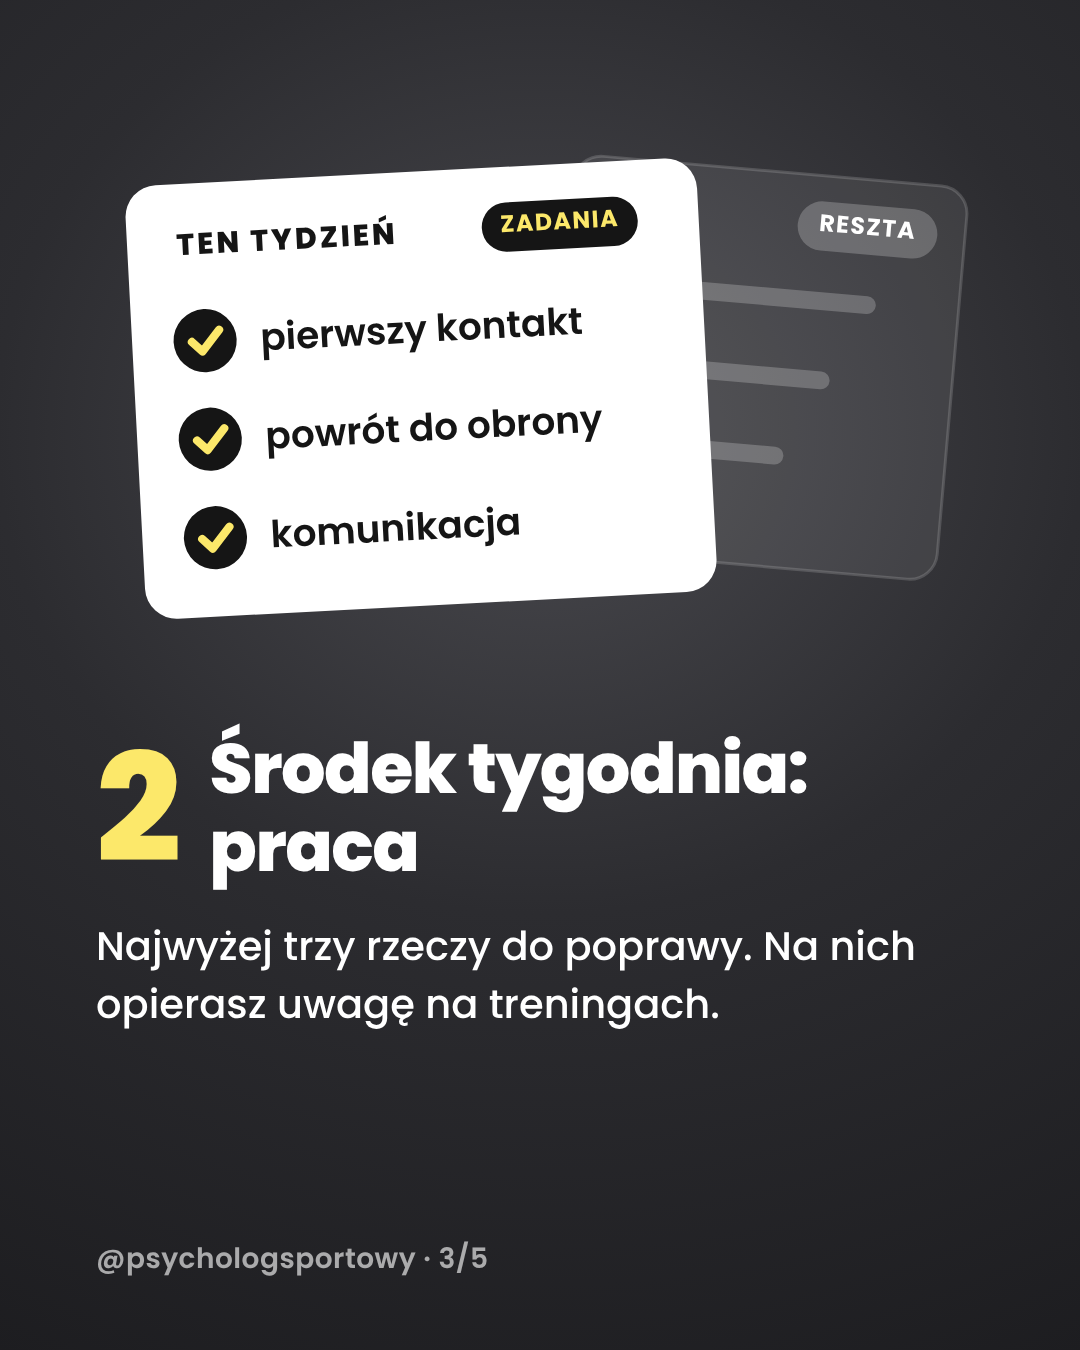 TEN TYDZIEŃ
ZADANIA
pierwszy kontakt
powrót do obrony
komunikacja
RESZTA
2
Środek tygodnia:
praca
Najwyżej trzy rzeczy do poprawy. Na nich
opierasz uwagę na treningach.
@psychologsportowy · 3/5